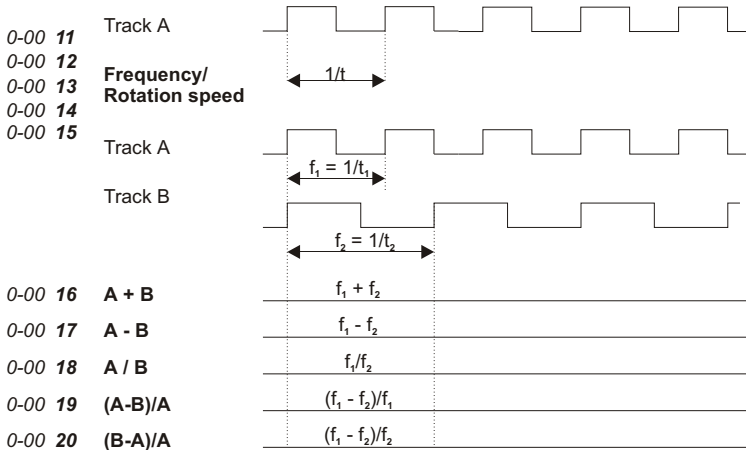 0-00 11 Track A
0-00 12
0-00 13 Frequency/ 1/t
Rotation speed
0-00 14
0-00 15
Track A
f₁ = 1/t₁
Track B
f₂ = 1/t₂
0-00 16 A + B f₁ + f₂
0-00 17 A - B f₁ - f₂
0-00 18 A / B f₁/f₂
0-00 19 (A-B)/A (f₁ - f₂)/f₁
0-00 20 (B-A)/A (f₁ - f₂)/f₂